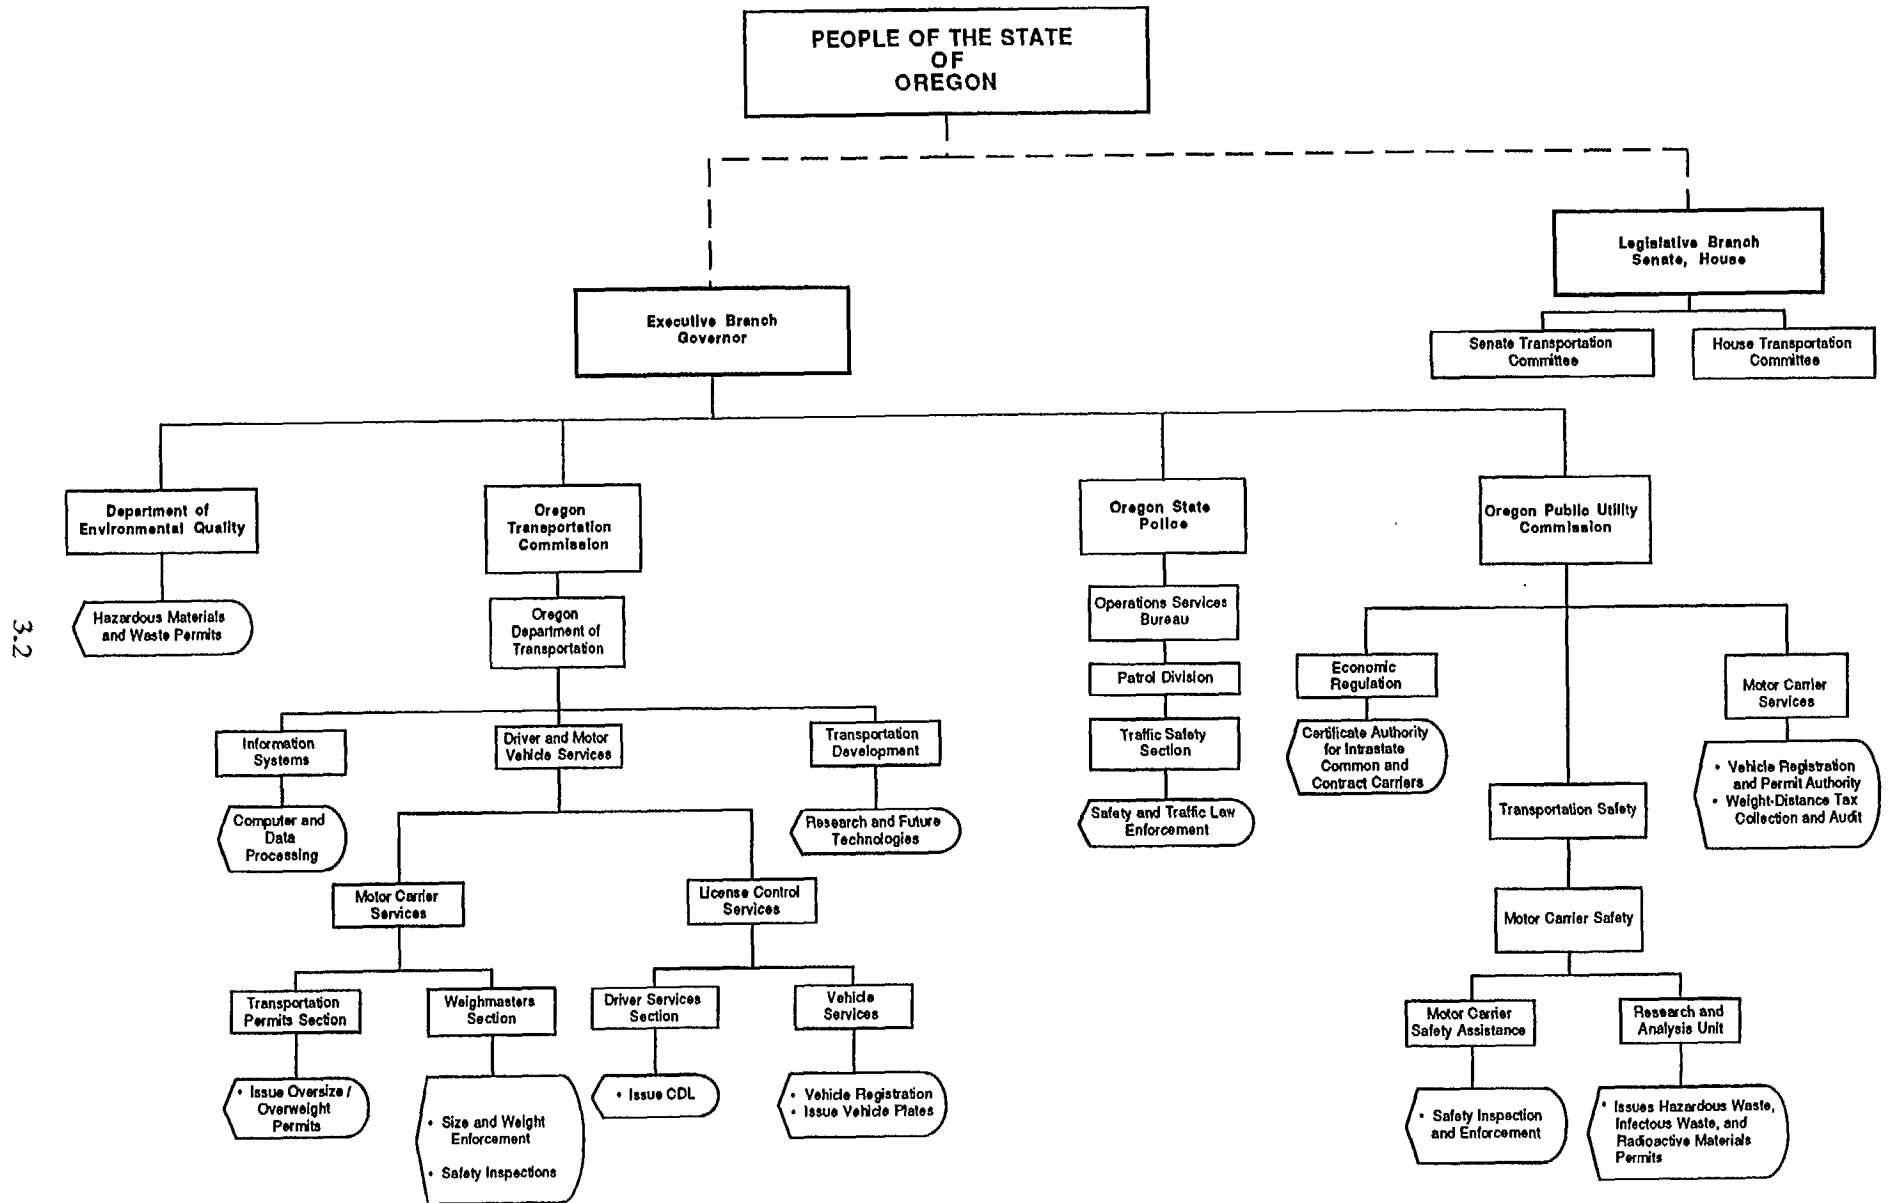 PEOPLE OF THE STATE
OF
OREGON
Legislative Branch
Senate, House
Executive Branch
Governor
Senate Transportation
Committee
House Transportation
Committee
Department of
Environmental Quality
Oregon
Transportation
Commission
Oregon State
Police
Oregon Public Utility
Commission
Hazardous Materials
and Waste Permits
Oregon
Department of
Transportation
Operations Services
Bureau
Patrol Division
Economic
Regulation
Motor Carrier
Services
3.2
Information
Systems
Driver and Motor
Vehicle Services
Transportation
Development
Traffic Safety
Section
Certificate Authority
for Intrastate
Common and
Contract Carriers
• Vehicle Registration
and Permit Authority
• Weight-Distance Tax
Collection and Audit
Computer and
Data
Processing
Research and Future
Technologies
Safety and Traffic Law
Enforcement
Transportation Safety
Motor Carrier
Services
License Control
Services
Motor Carrier Safety
Transportation
Permits Section
Weighmasters
Section
Driver Services
Section
Vehicle
Services
Motor Carrier
Safety Assistance
Research and
Analysis Unit
• Issue Oversize /
Overweight
Permits
• Size and Weight
Enforcement
• Safety Inspections
• Issue CDL
• Vehicle Registration
• Issue Vehicle Plates
• Safety Inspection
and Enforcement
• Issues Hazardous Waste,
Infectous Waste, and
Radioactive Materials
Permits